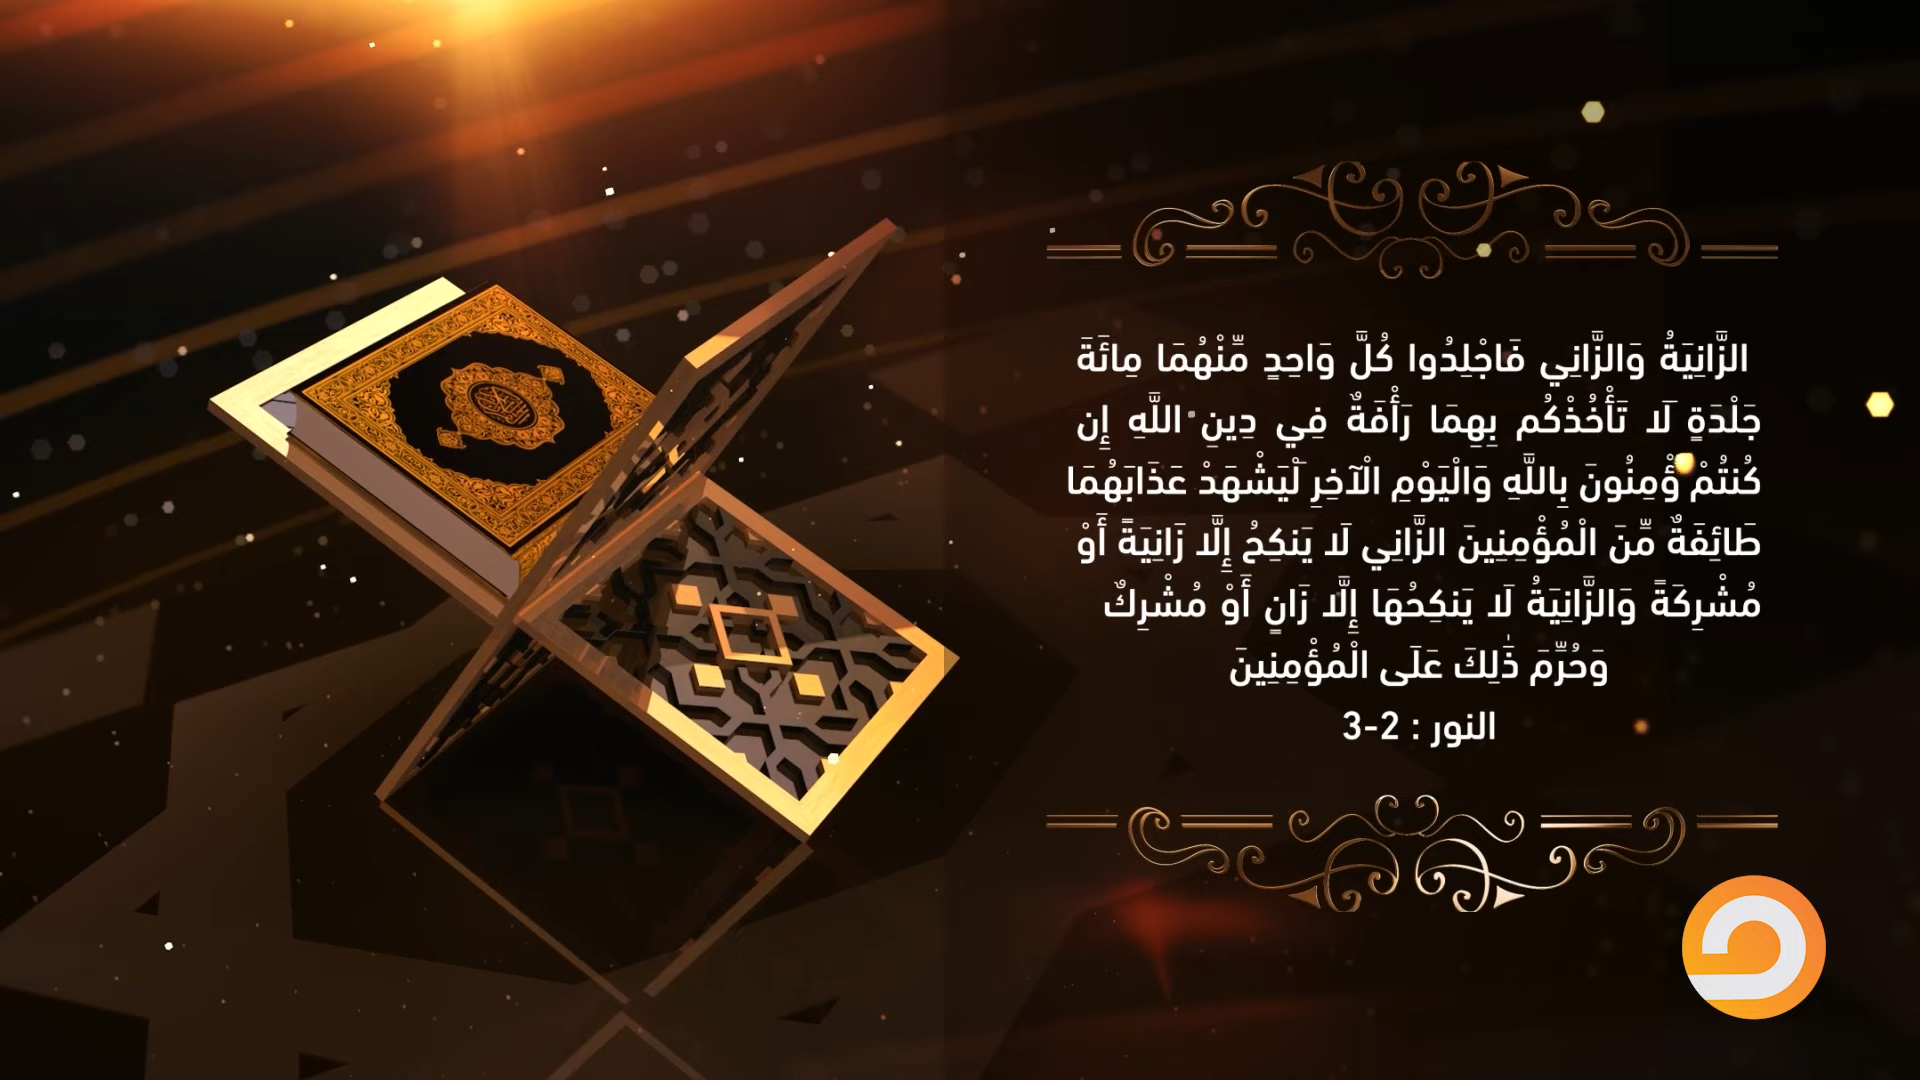 الزَّانِيَةُ وَالزَّانِي فَاجْلِدُوا كُلَّ وَاحِدٍ مِّنْهُمَا مِائَةَ
جَلْدَةٍ لَا تَأْخُذْكُم بِهِمَا رَأْفَةٌ فِي دِينِ اللَّهِ إِن
كُنتُمْ ؤْمِنُونَ بِاللَّهِ وَالْيَوْمِ الْآخِرِ لْيَشْهَدْ عَذَابَهُمَا
طَائِفَةٌ مِّنَ الْمُؤْمِنِينَ الزَّانِي لَا يَنكِحُ إِلَّا زَانِيَةً أَوْ
مُشْرِكَةً وَالزَّانِيَةُ لَا يَنكِحُهَا إِلَّا زَانٍ أَوْ مُشْرِكٌ
وَحُرِّمَ ذَٰلِكَ عَلَى الْمُؤْمِنِينَ
النور : 2-3